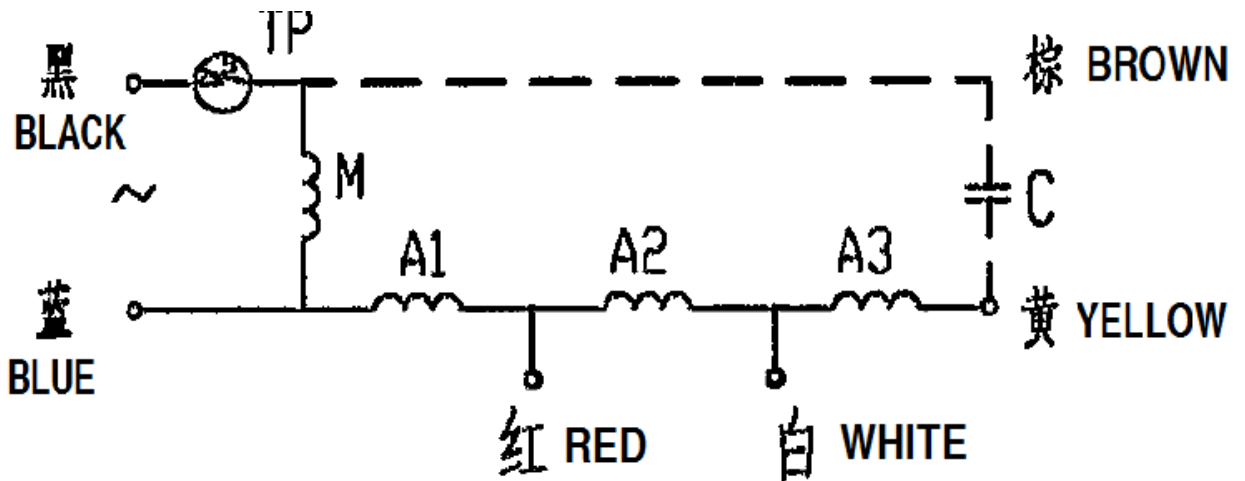 TP
黑
BLACK
棕 BROWN
~
M
C
A1
A2
A3
蓝
BLUE
黄 YELLOW
红 RED
白 WHITE